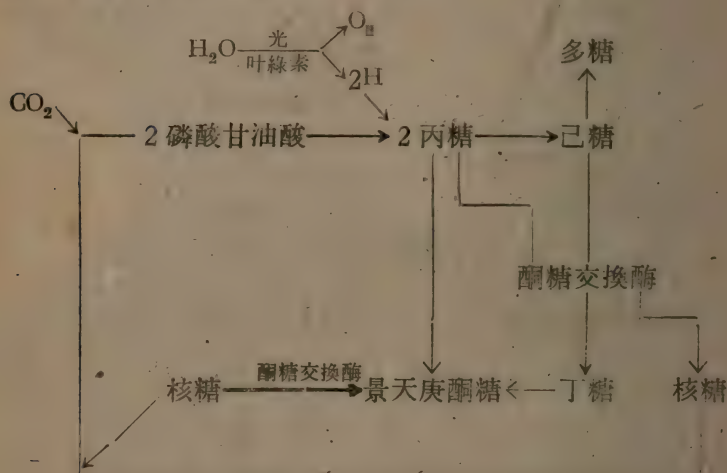 光 O₂
H₂O 叶綠素
2H 多糖
CO₂
2 磷酸甘油酸 2 丙糖 己糖
酮糖交換酶
酮糖交換酶
核糖 景天庚酮糖 丁糖 核糖